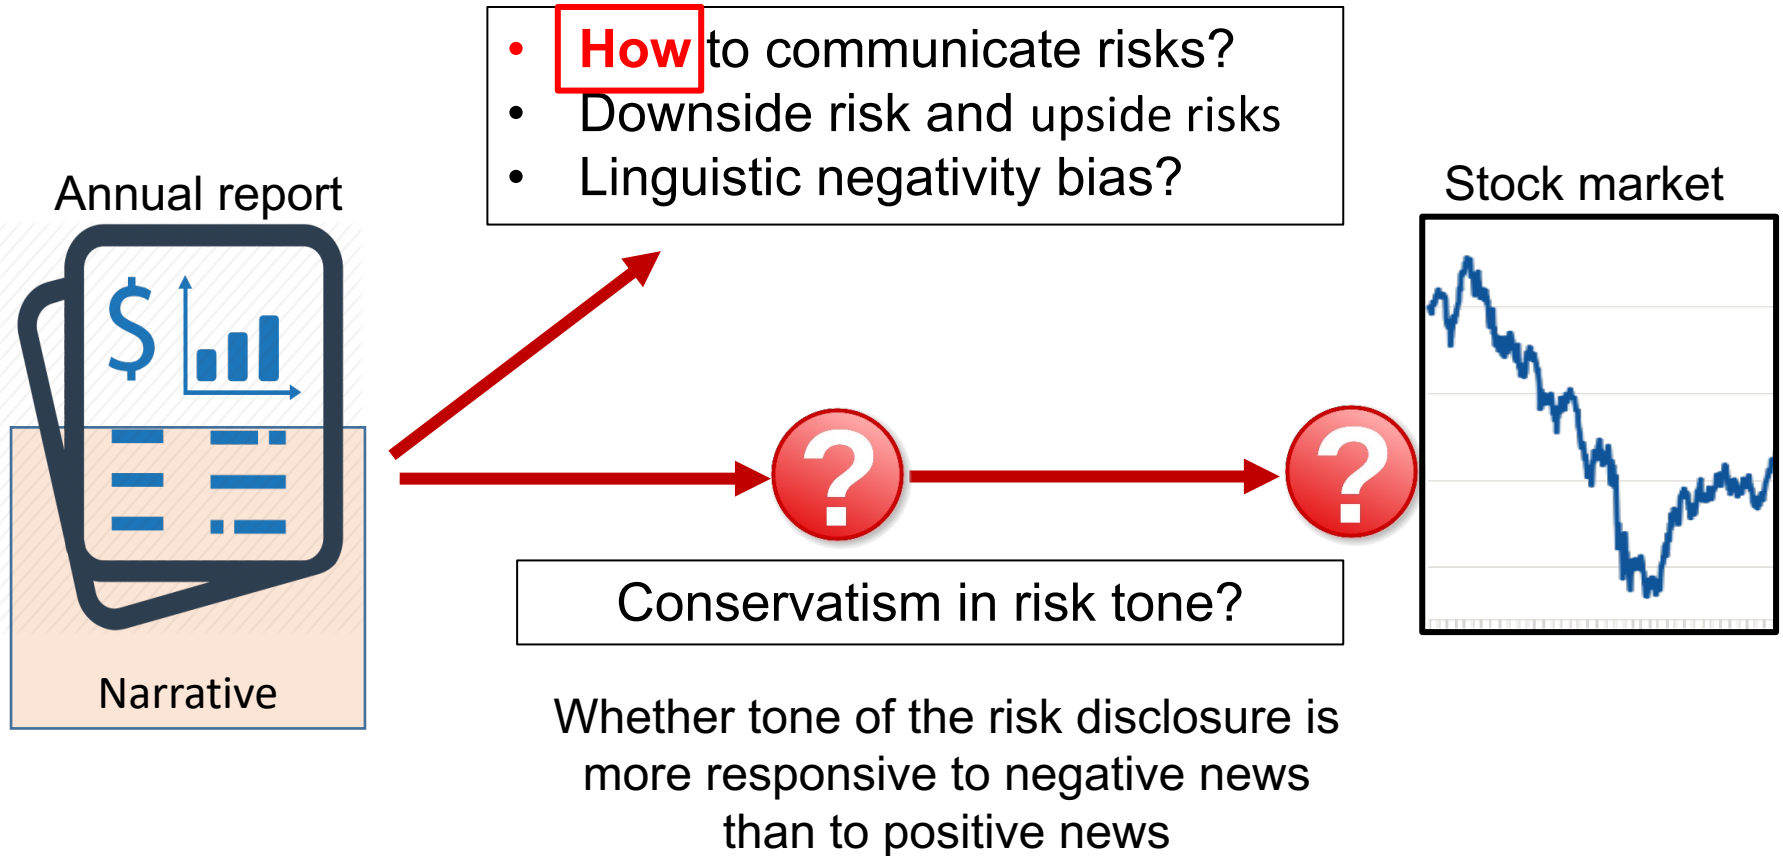 • How to communicate risks?
• Downside risk and upside risks
• Linguistic negativity bias?
Annual report
Stock market
$
? ?
Conservatism in risk tone?
Narrative
Whether tone of the risk disclosure is
more responsive to negative news
than to positive news